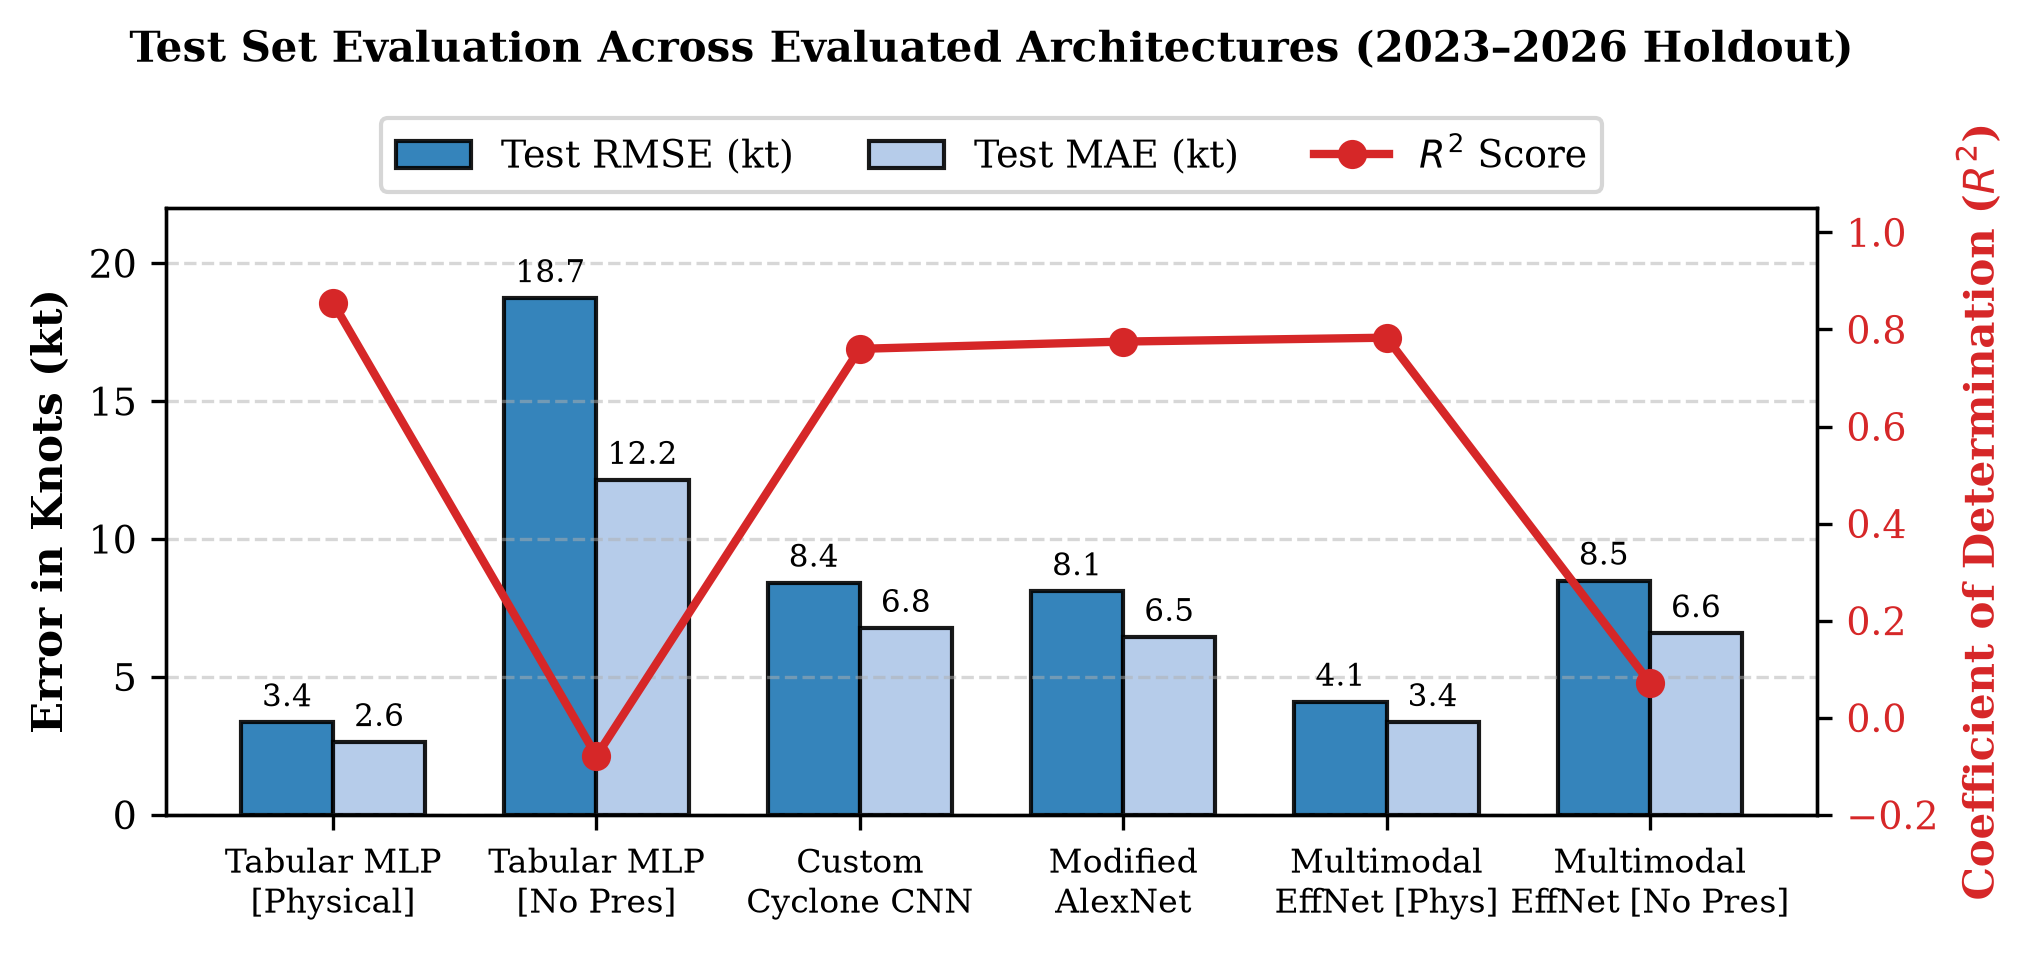 Test Set Evaluation Across Evaluated Architectures (2023–2026 Holdout)
Test RMSE (kt)
Test MAE (kt)
R² Score
Error in Knots (kt)
20
15
10
5
0
18.7
12.2
8.4
6.8
8.1
6.5
8.5
6.6
3.4
2.6
4.1
3.4
1.0
0.8
0.6
0.4
0.2
0.0
−0.2
Coefficient of Determination (R²)
Tabular MLP
[Physical]
Tabular MLP
[No Pres]
Custom
Cyclone CNN
Modified
AlexNet
Multimodal
EffNet [Phys]
Multimodal
EffNet [No Pres]